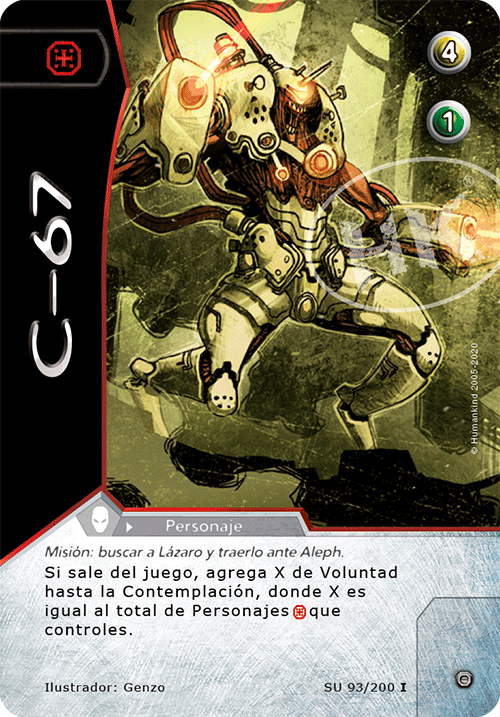 4
1
C-67
HK
®
© Humankind 2005-2020
Personaje
Misión: buscar a Lázaro y traerlo ante Aleph.
Si sale del juego, agrega X de Voluntad
hasta la Contemplación, donde X es
igual al total de Personajes que
controles.
Ilustrador: Genzo
SU 93/200 I